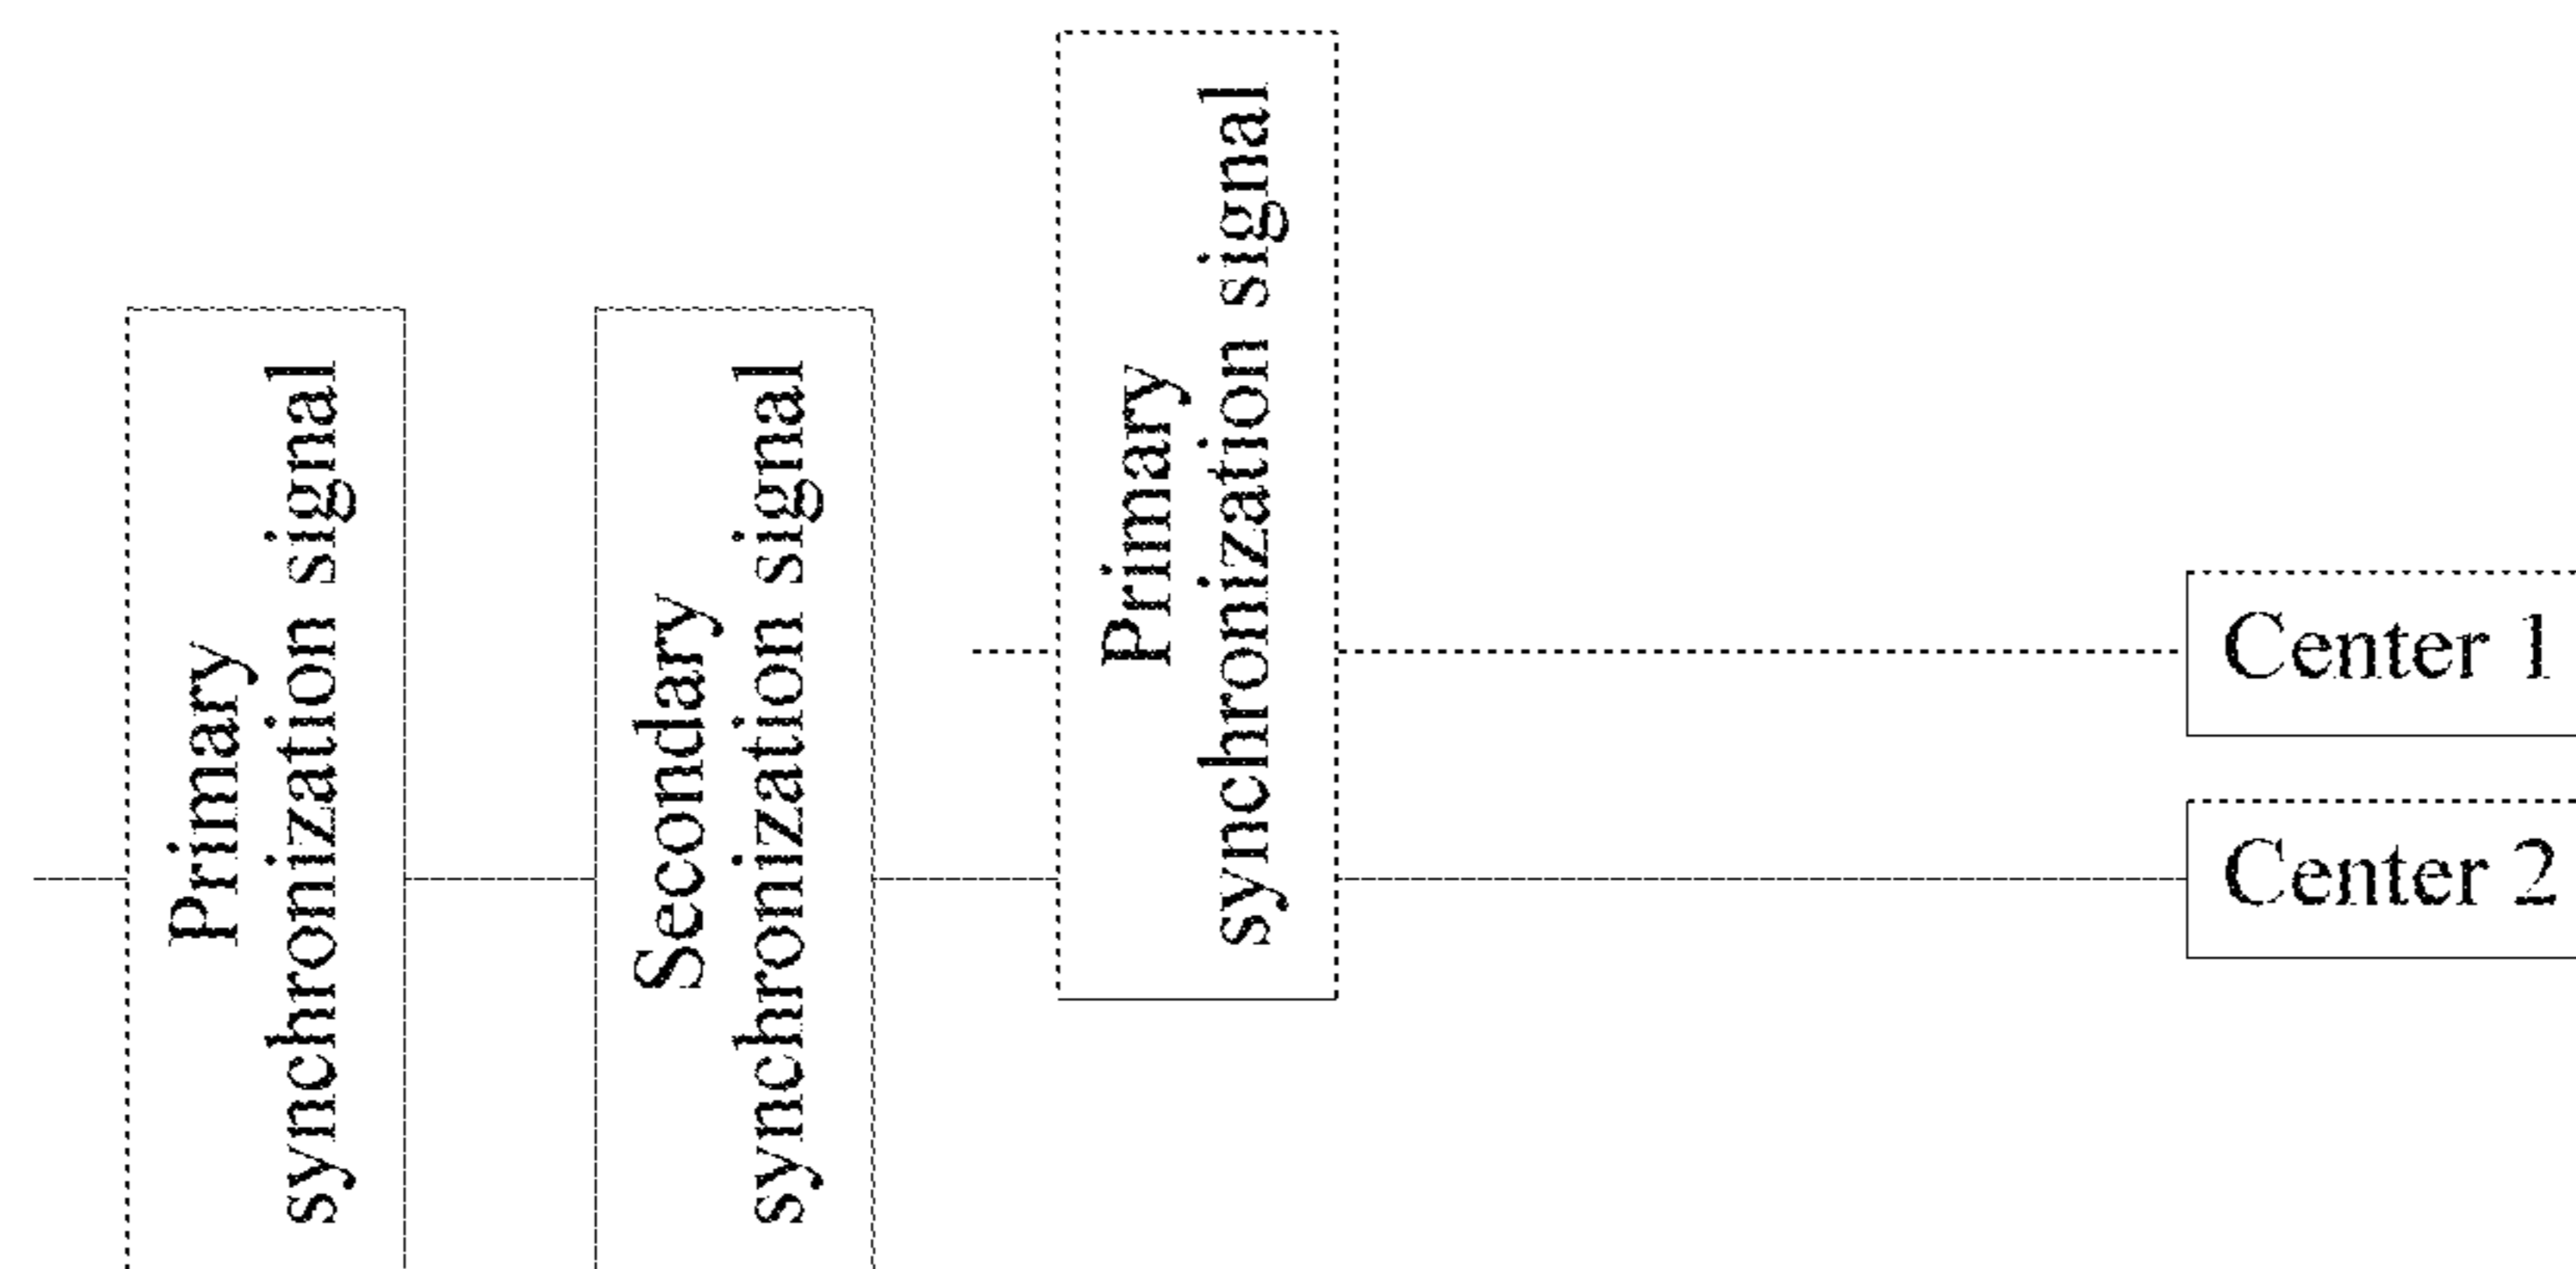 Primary
synchronization signal
Secondary
synchronization signal
Primary
synchronization signal
Center 1
Center 2